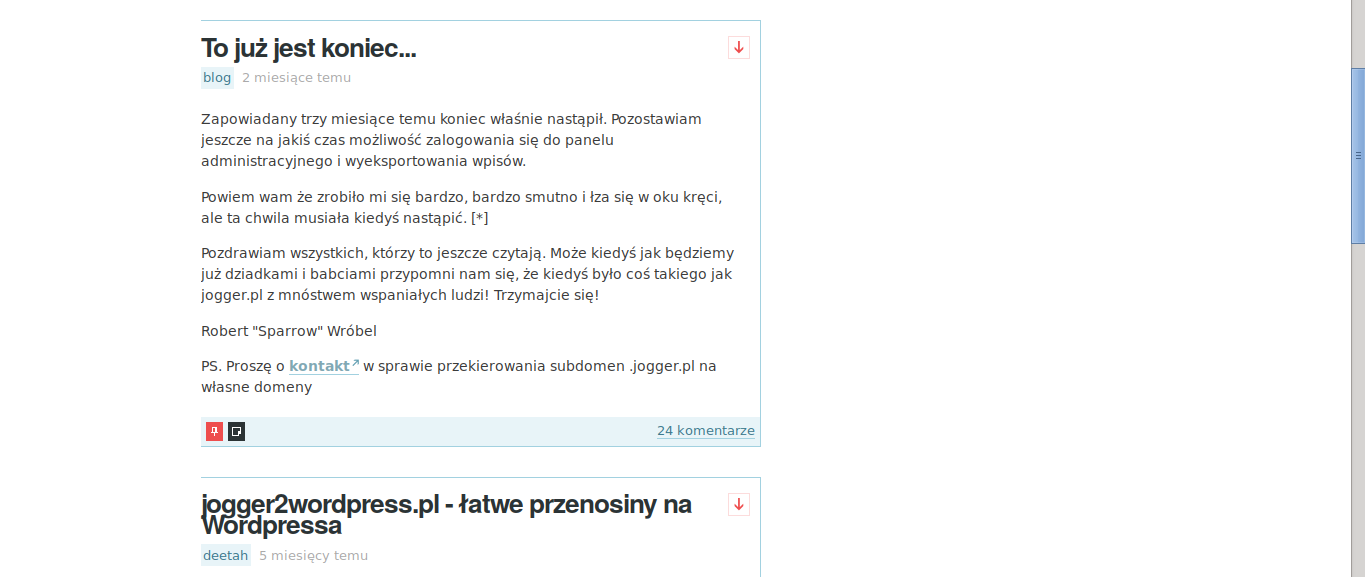 To już jest koniec...
blog 2 miesiące temu
Zapowiadany trzy miesiące temu koniec właśnie nastąpił. Pozostawiam
jeszcze na jakiś czas możliwość zalogowania się do panelu
administracyjnego i wyeksportowania wpisów.
Powiem wam że zrobiło mi się bardzo, bardzo smutno i łza się w oku kręci,
ale ta chwila musiała kiedyś nastąpić. [*]
Pozdrawiam wszystkich, którzy to jeszcze czytają. Może kiedyś jak będziemy
już dziadkami i babciami przypomni nam się, że kiedyś było coś takiego jak
jogger.pl z mnóstwem wspaniałych ludzi! Trzymajcie się!
Robert "Sparrow" Wróbel
PS. Proszę o kontakt w sprawie przekierowania subdomen .jogger.pl na
własne domeny
24 komentarze
jogger2wordpress.pl - łatwe przenosiny na
Wordpressa
deetah 5 miesięcy temu